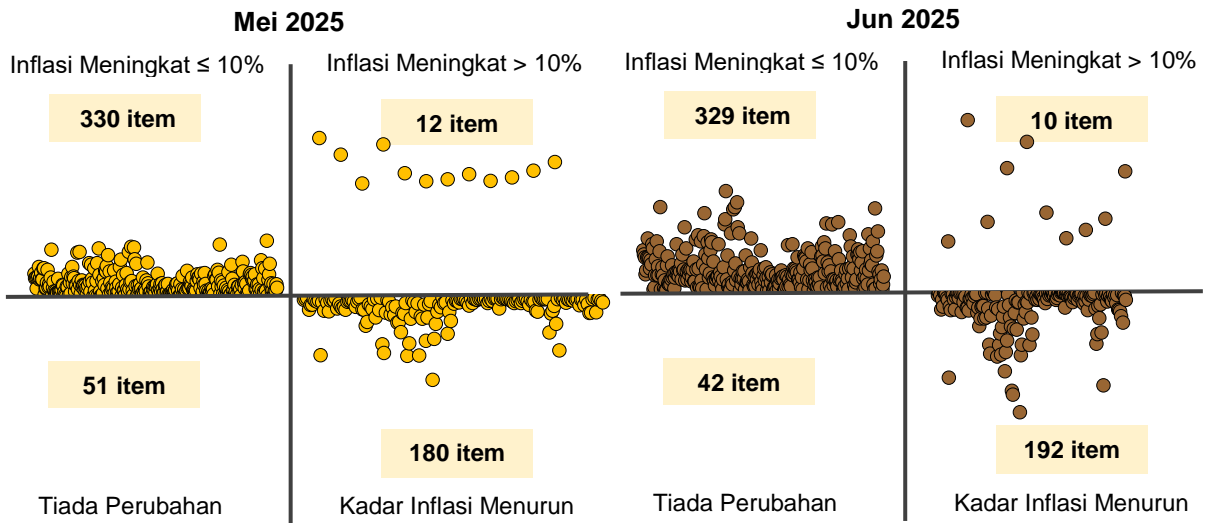 Mei 2025
Inflasi Meningkat ≤ 10%
Inflasi Meningkat > 10%
330 item
12 item
51 item
180 item
Tiada Perubahan
Kadar Inflasi Menurun
Jun 2025
Inflasi Meningkat ≤ 10%
Inflasi Meningkat > 10%
329 item
10 item
42 item
192 item
Tiada Perubahan
Kadar Inflasi Menurun